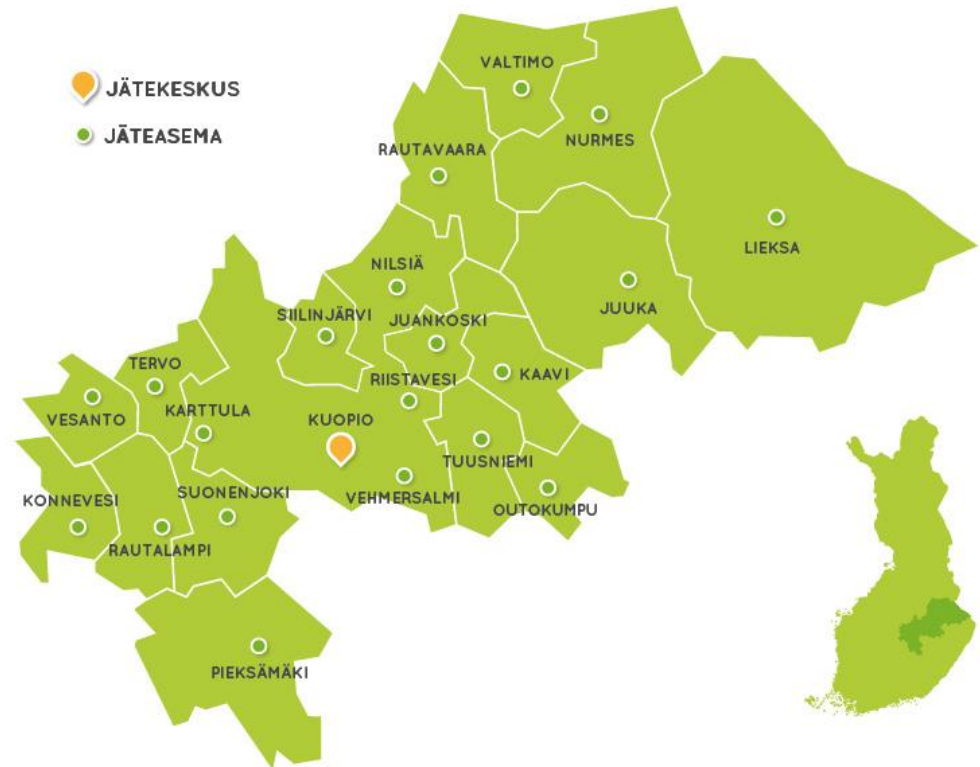 JÄTEKESKUS
JÄTEASEMA
VALTIMO
NURMES
RAUTAVAARA
LIEKSA
NILSIÄ
JUUKA
SIILINJÄRVI
JUANKOSKI
TERVO
RIISTAVESI
KAAVI
VESANTO
KARTTULA
KUOPIO
TUUSNIEMI
VEHMERSALMI
SUONENJOKI
KONNEVESI
OUTOKUMPU
RAUTALAMPI
PIEKSÄMÄKI